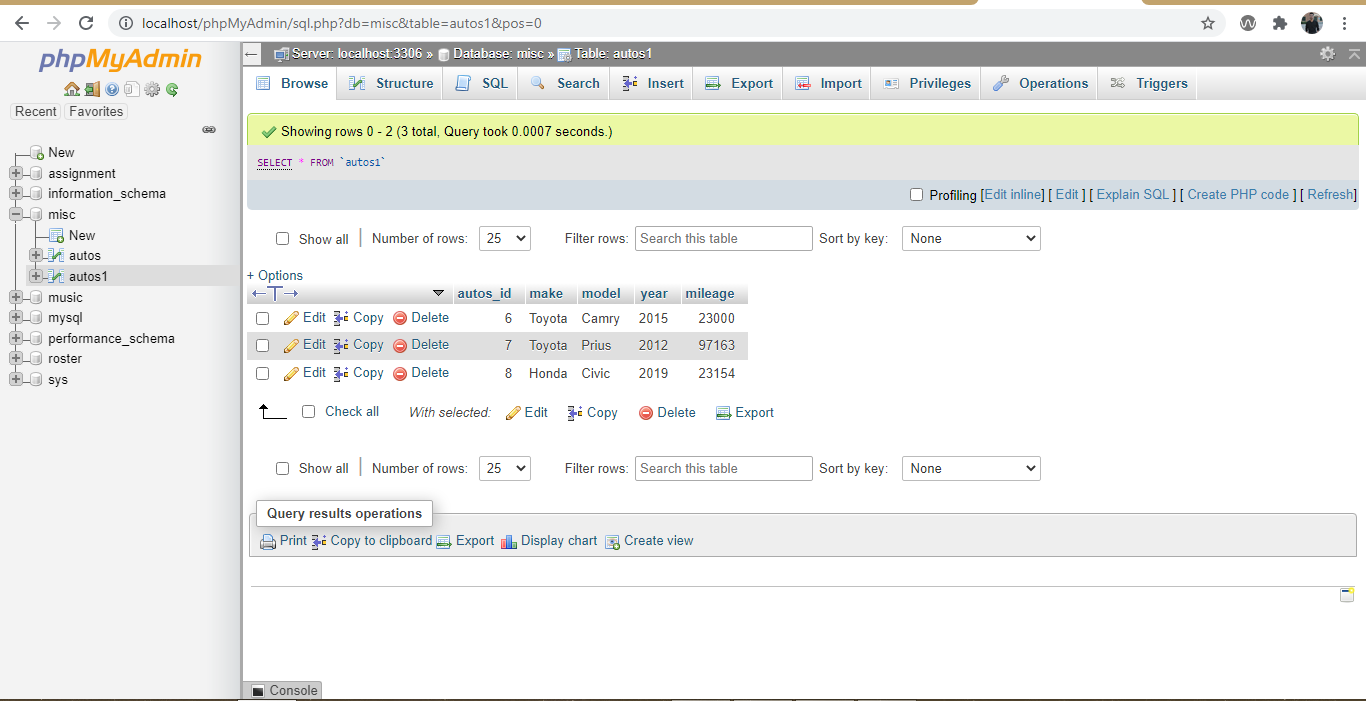 localhost/phpMyAdmin/sql.php?db=misc&table=autos1&pos=0
phpMyAdmin
Recent Favorites
New
assignment
information_schema
misc
New
autos
autos1
music
mysql
performance_schema
roster
sys
Server: localhost:3306 » Database: misc » Table: autos1
Browse Structure SQL Search Insert Export Import Privileges Operations Triggers
Showing rows 0 - 2 (3 total, Query took 0.0007 seconds.)
SELECT * FROM `autos1`
Profiling [Edit inline] [ Edit ] [ Explain SQL ] [ Create PHP code ] [ Refresh]
Show all | Number of rows: 25 Filter rows: Search this table Sort by key: None
+ Options
←T→ autos_id make model year mileage
Edit Copy Delete 6 Toyota Camry 2015 23000
Edit Copy Delete 7 Toyota Prius 2012 97163
Edit Copy Delete 8 Honda Civic 2019 23154
Check all With selected: Edit Copy Delete Export
Show all | Number of rows: 25 Filter rows: Search this table Sort by key: None
Query results operations
Print Copy to clipboard Export Display chart Create view
Console